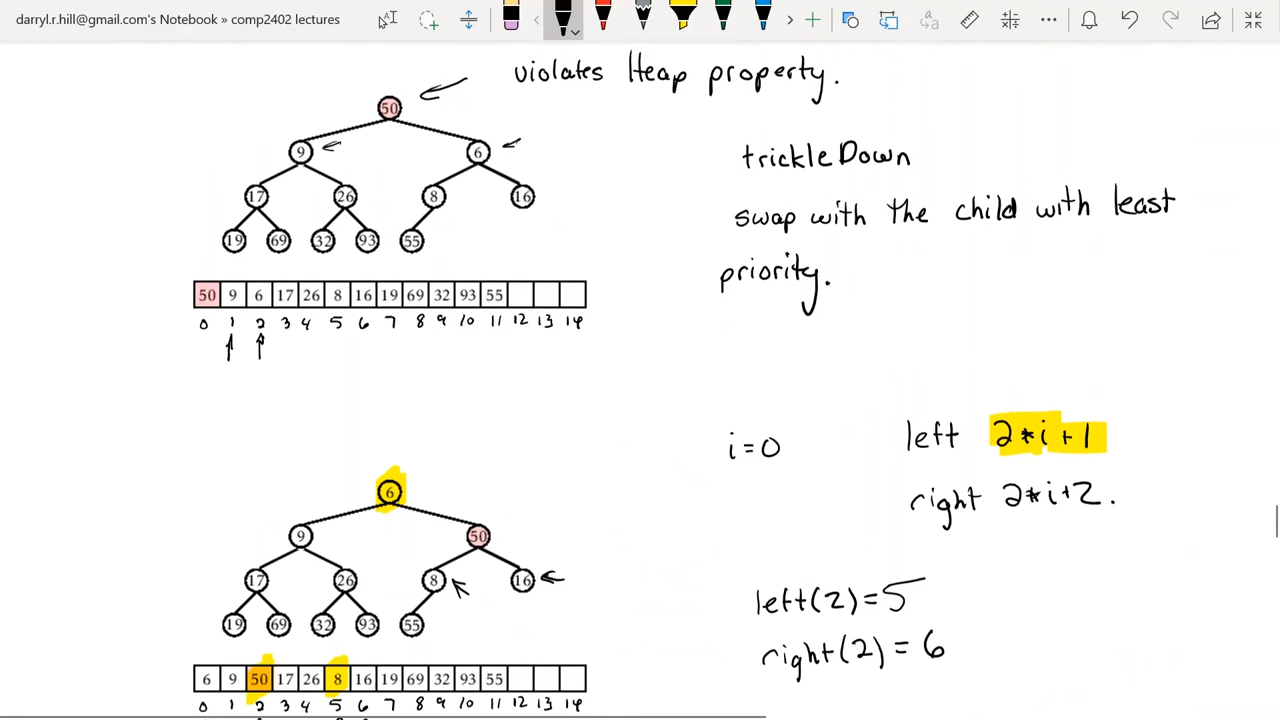 darryl.r.hill@gmail.com's Notebook » comp2402 lectures
violates Heap property.
50
9 6
17 26 8 16
19 69 32 93 55
trickleDown
swap with the child with least
priority.
50 9 6 17 26 8 16 19 69 32 93 55
0 1 2 3 4 5 6 7 8 9 10 11 12 13 14
i=0
left 2*i+1
right 2*i+2.
6
9 50
17 26 8 16
19 69 32 93 55
left(2)=5
right(2)=6
6 9 50 17 26 8 16 19 69 32 93 55
0 1 2 3 4 5 6 7 8 9 10 11 12 13 14